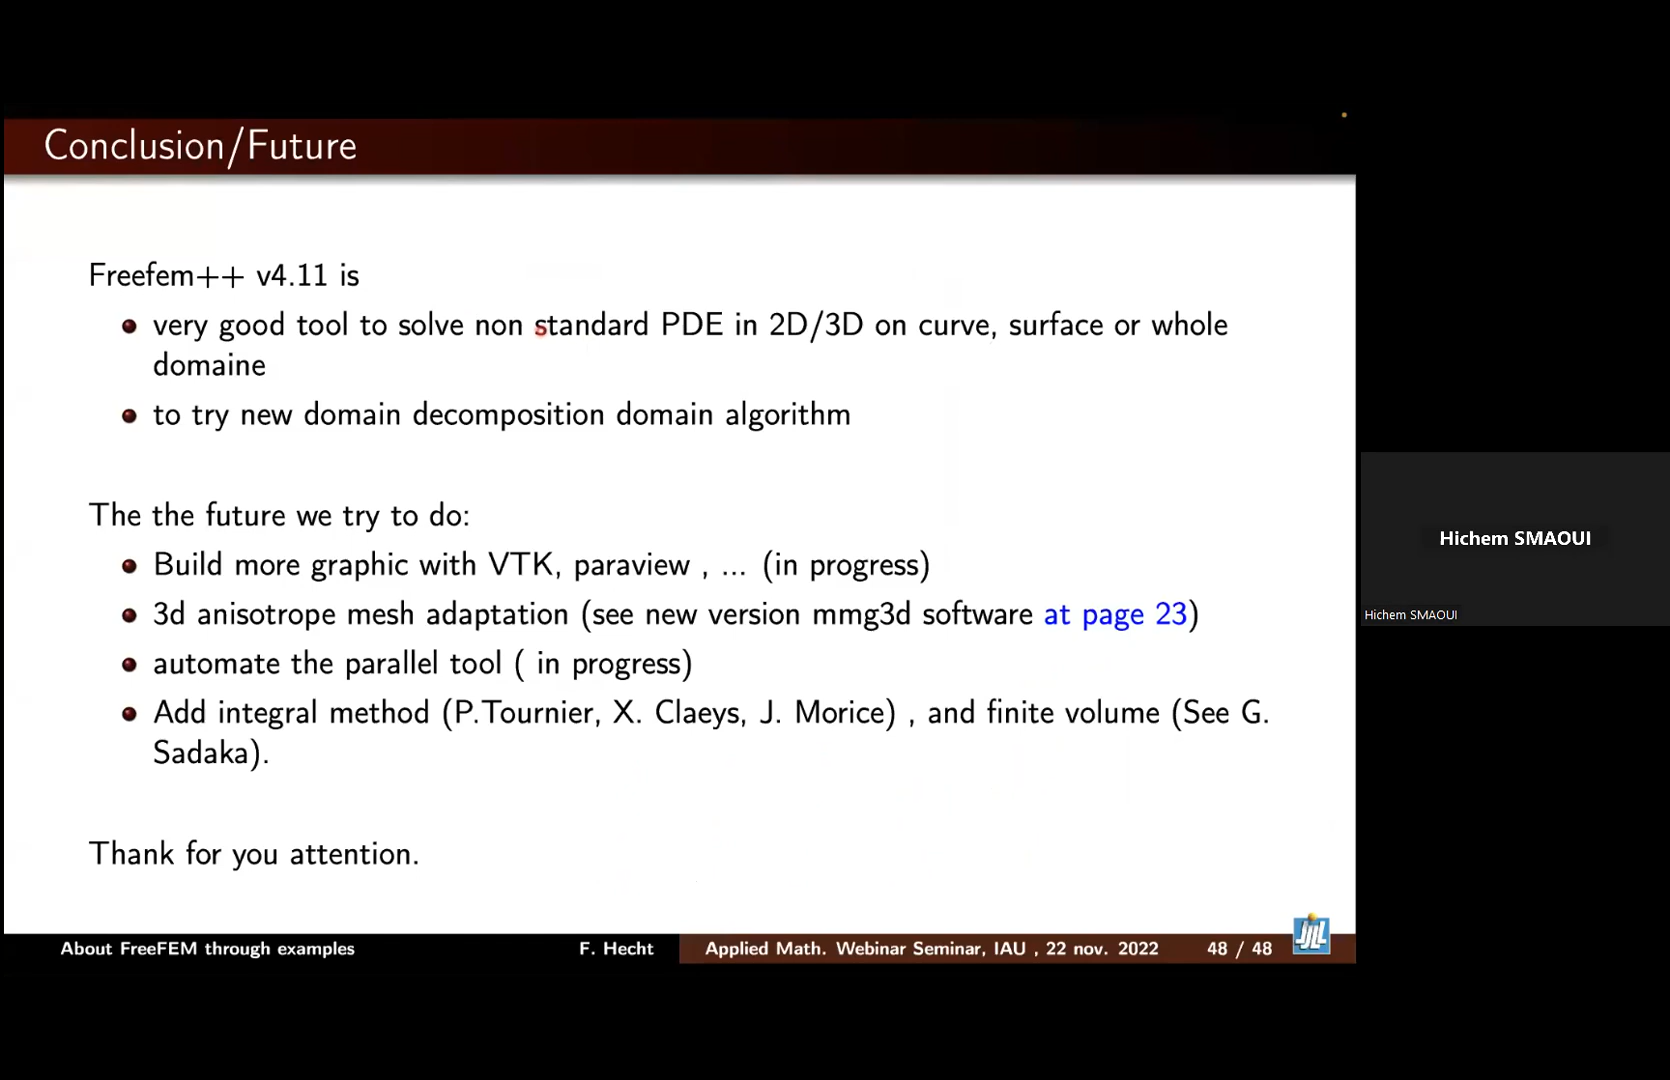 Conclusion/Future
Freefem++ v4.11 is
very good tool to solve non standard PDE in 2D/3D on curve, surface or whole
domaine
to try new domain decomposition domain algorithm
The the future we try to do:
Build more graphic with VTK, paraview , ... (in progress)
3d anisotrope mesh adaptation (see new version mmg3d software at page 23)
automate the parallel tool ( in progress)
Add integral method (P.Tournier, X. Claeys, J. Morice) , and finite volume (See G.
Sadaka).
Thank for you attention.
About FreeFEM through examples
F. Hecht
Applied Math. Webinar Seminar, IAU , 22 nov. 2022
48 / 48
JJLL
Hichem SMAOUI
Hichem SMAOUI